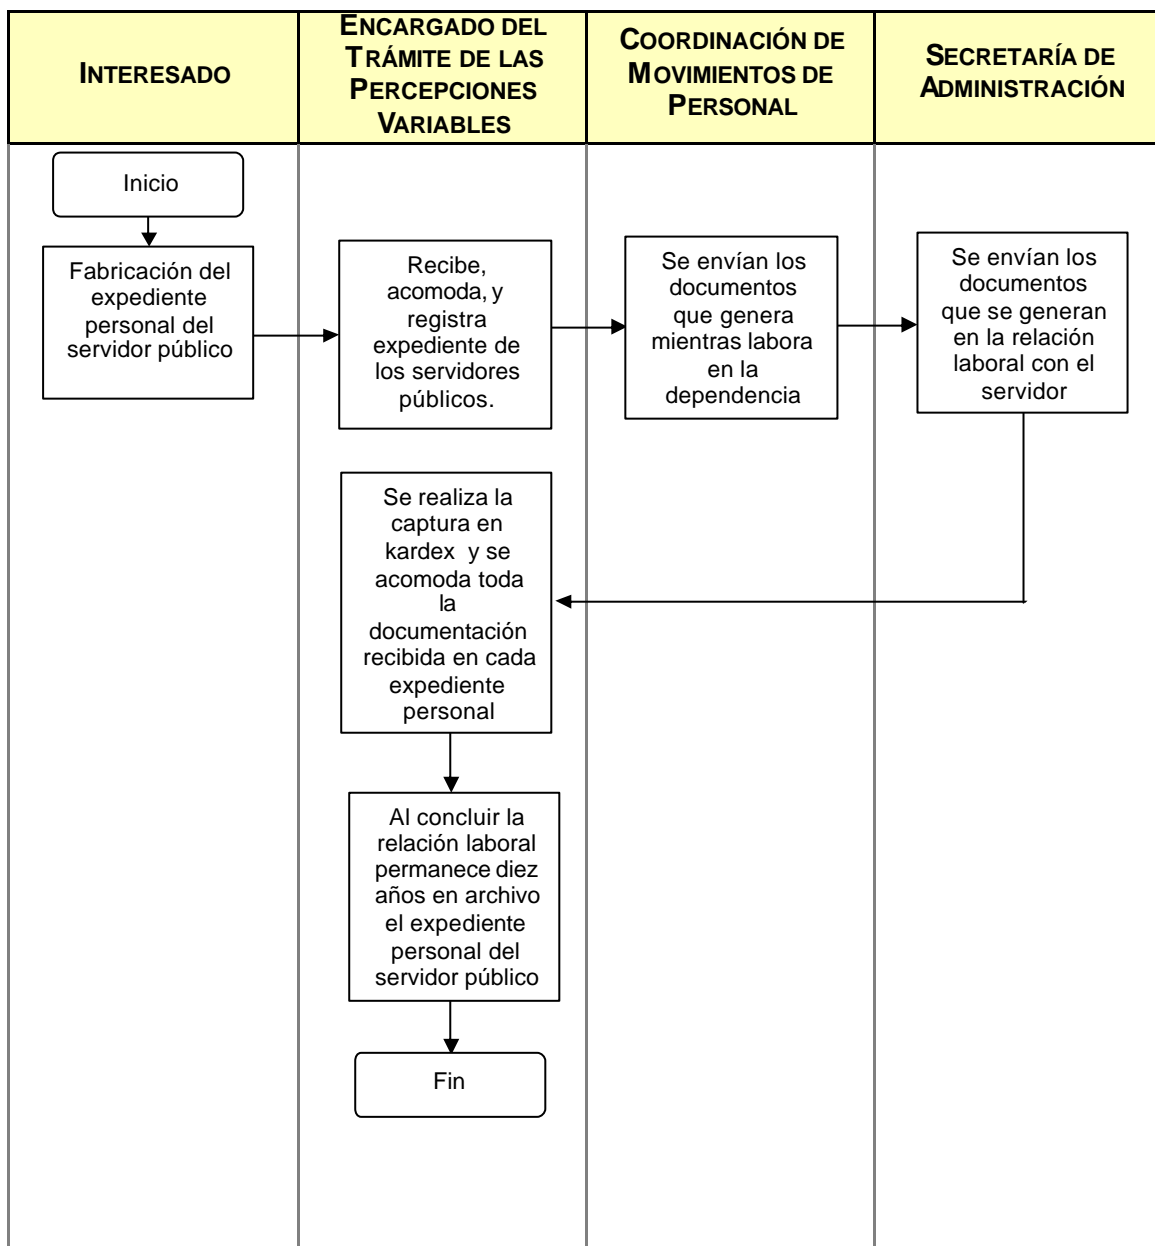 INTERESADO
ENCARGADO DEL
TRÁMITE DE LAS
PERCEPCIONES
VARIABLES
COORDINACIÓN DE
MOVIMIENTOS DE
PERSONAL
SECRETARÍA DE
ADMINISTRACIÓN
Inicio
Fabricación del
expediente
personal del
servidor público
Recibe,
acomoda, y
registra
expediente de
los servidores
públicos.
Se envían los
documentos
que genera
mientras labora
en la
dependencia
Se envían los
documentos
que se generan
en la relación
laboral con el
servidor
Se realiza la
captura en
kardex y se
acomoda toda
la
documentación
recibida en cada
expediente
personal
Al concluir la
relación laboral
permanece diez
años en archivo
el expediente
personal del
servidor público
Fin